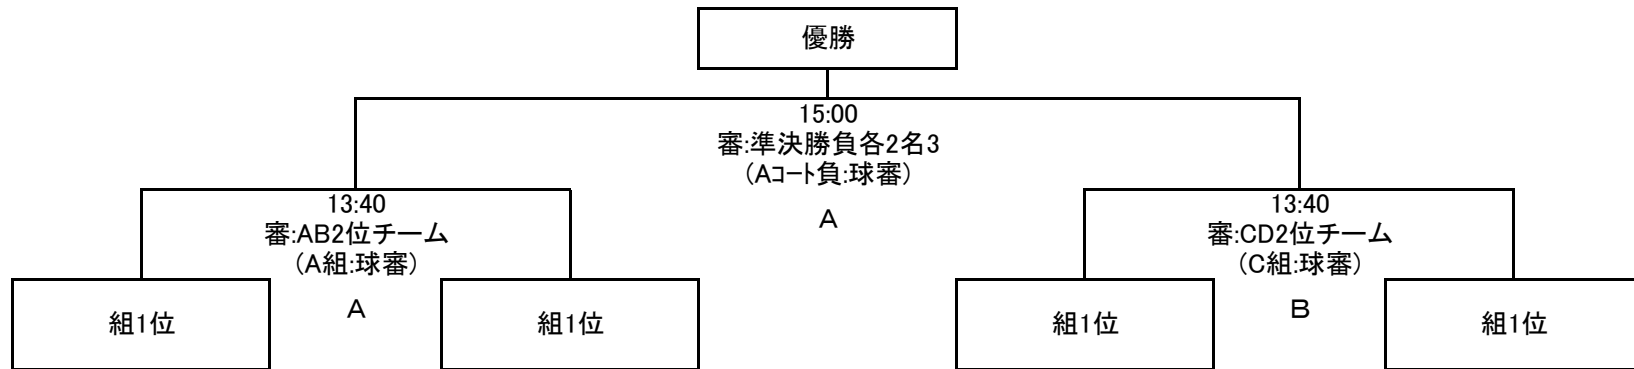 優勝
15:00
審:準決勝負各2名3
(Aｺｰﾄ負:球審)
A
13:40
審:AB2位チーム
(A組:球審)
A
13:40
審:CD2位チーム
(C組:球審)
B
組1位
組1位
組1位
組1位